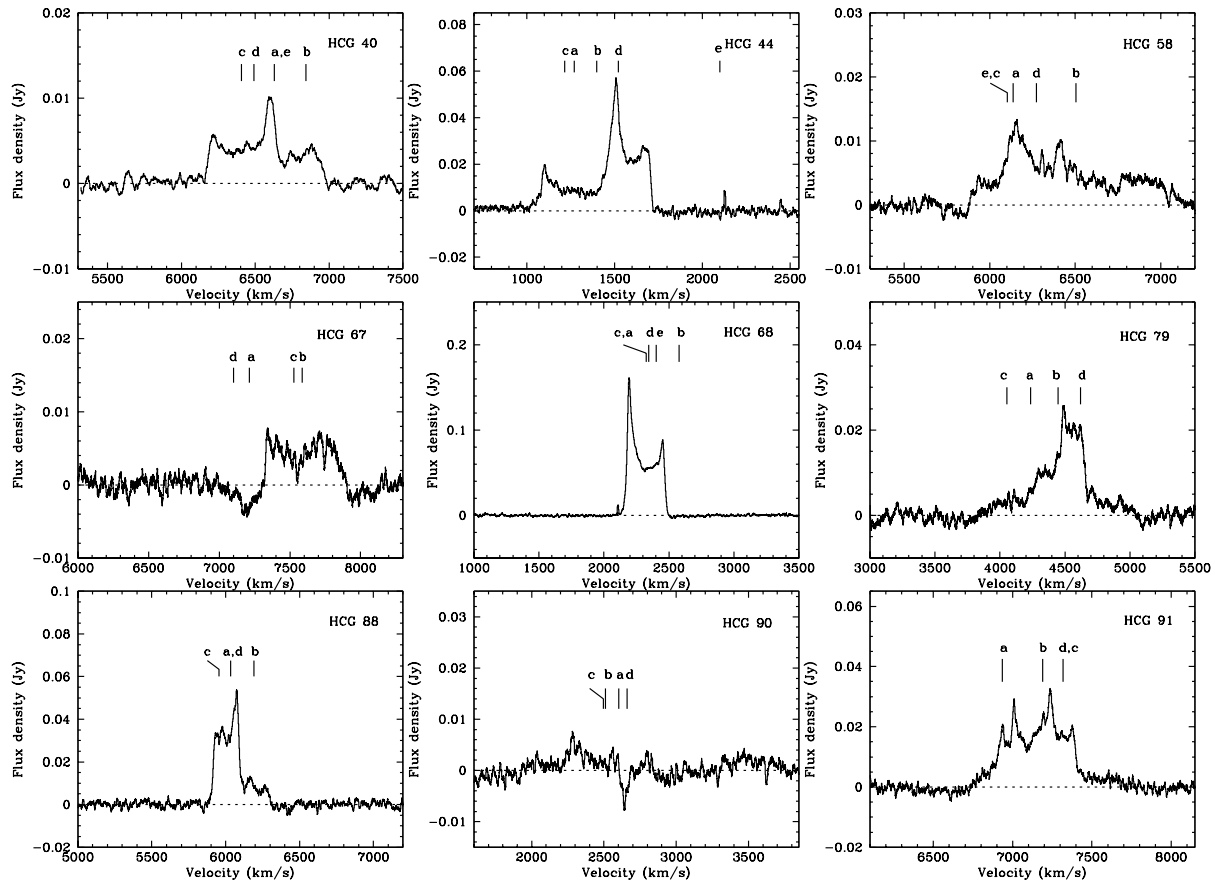 HCG 40
c d a,e b
0.02
0.01
0
−0.01
Flux density (Jy)
5500 6000 6500 7000 7500
Velocity (km/s)
HCG 44
c a b d e
0.08
0.06
0.04
0.02
0
−0.02
Flux density (Jy)
1000 1500 2000 2500
Velocity (km/s)
HCG 58
e,c a d b
0.03
0.02
0.01
0
−0.01
Flux density (Jy)
5500 6000 6500 7000
Velocity (km/s)
HCG 67
d a c b
0.02
0.01
0
−0.01
Flux density (Jy)
6000 6500 7000 7500 8000
Velocity (km/s)
HCG 68
c,a d e b
0.2
0.1
0
Flux density (Jy)
1000 1500 2000 2500 3000 3500
Velocity (km/s)
HCG 79
c a b d
0.04
0.02
0
Flux density (Jy)
3000 3500 4000 4500 5000 5500
Velocity (km/s)
HCG 88
c a,d b
0.1
0.08
0.06
0.04
0.02
0
−0.02
Flux density (Jy)
5000 5500 6000 6500 7000
Velocity (km/s)
HCG 90
c b a d
0.03
0.02
0.01
0
−0.01
Flux density (Jy)
2000 2500 3000 3500
Velocity (km/s)
HCG 91
a b d,c
0.06
0.04
0.02
0
−0.02
Flux density (Jy)
6500 7000 7500 8000
Velocity (km/s)